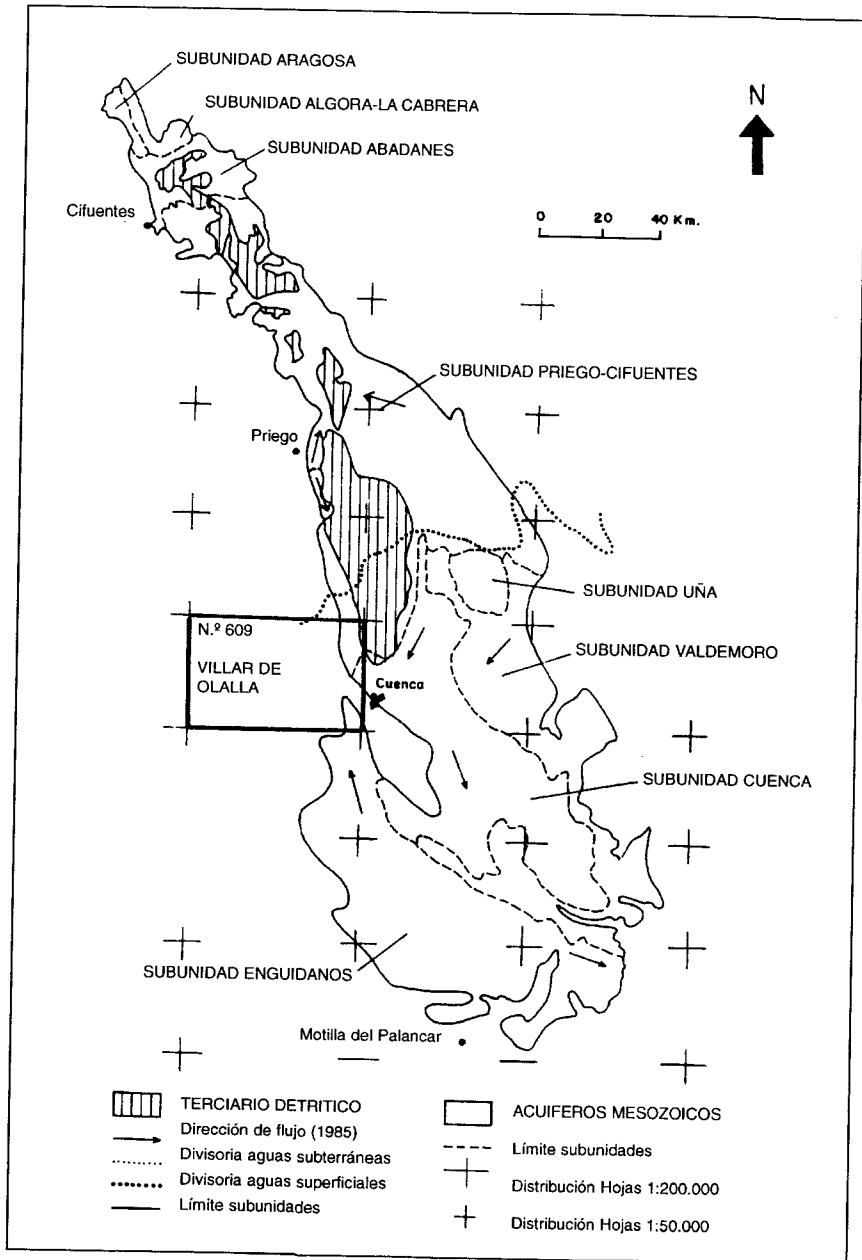 SUBUNIDAD ARAGOSA
SUBUNIDAD ALGORA-LA CABRERA
N
SUBUNIDAD ABADANES
Cifuentes
0 20 40 Km.
SUBUNIDAD PRIEGO-CIFUENTES
Priego
SUBUNIDAD UÑA
N.º 609
VILLAR DE
OLALLA
SUBUNIDAD VALDEMORO
Cuenca
SUBUNIDAD CUENCA
SUBUNIDAD ENGUIDANOS
Motilla del Palancar
TERCIARIO DETRITICO
Dirección de flujo (1985)
Divisoria aguas subterráneas
Divisoria aguas superficiales
Límite subunidades
ACUIFEROS MESOZOICOS
Límite subunidades
Distribución Hojas 1:200.000
Distribución Hojas 1:50.000